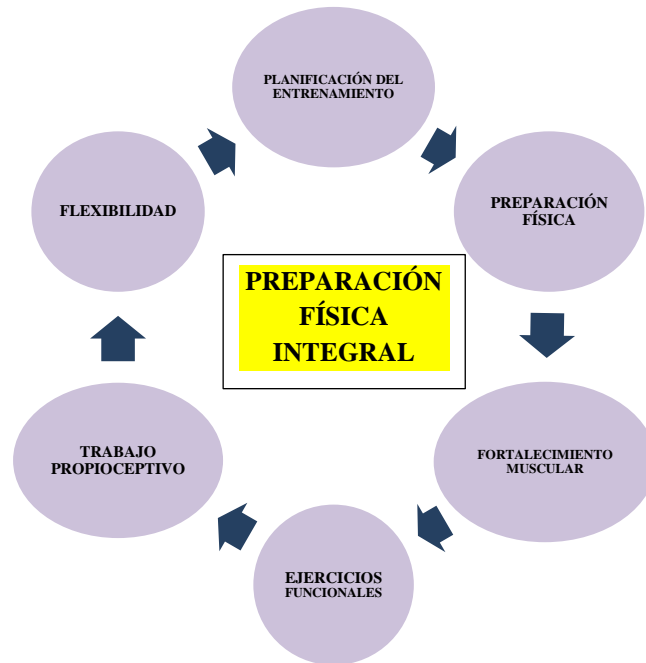 PLANIFICACIÓN DEL
ENTRENAMIENTO
FLEXIBILIDAD
PREPARACIÓN
FÍSICA
PREPARACIÓN
FÍSICA
INTEGRAL
TRABAJO
PROPIOCEPTIVO
FORTALECIMIENTO
MUSCULAR
EJERCICIOS
FUNCIONALES